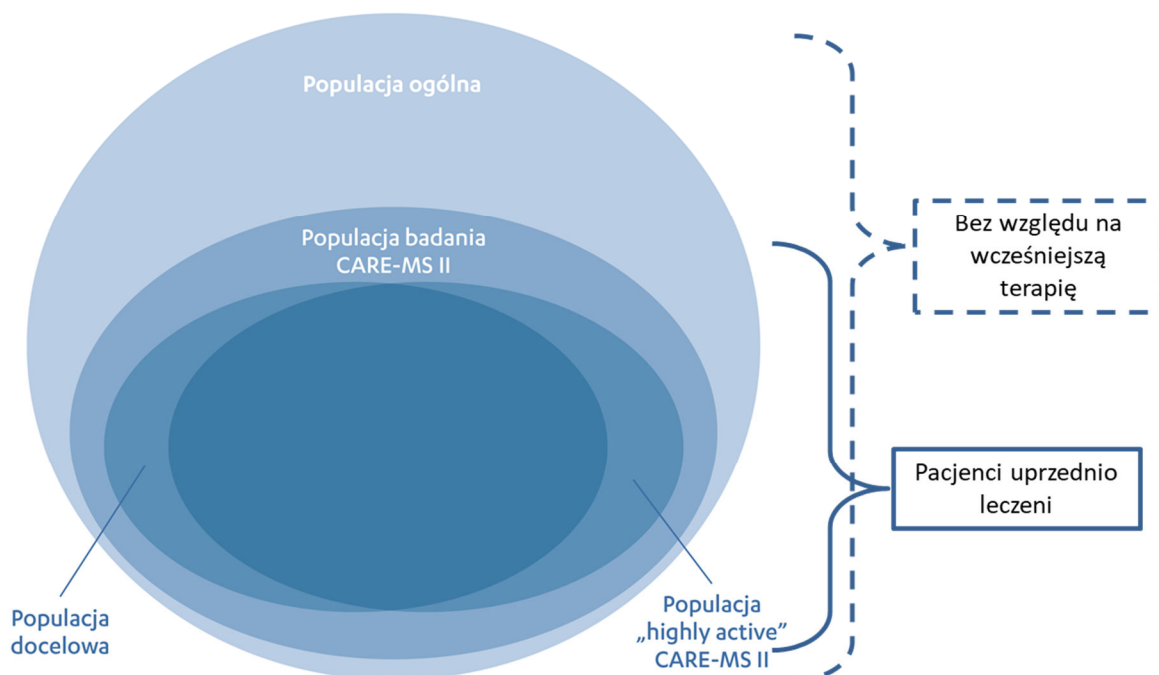 Populacja ogólna
Populacja badania
CARE-MS II
Bez względu na
wcześniejszą
terapię
Pacjenci uprzednio
leczeni
Populacja
docelowa
Populacja
„highly active”
CARE-MS II